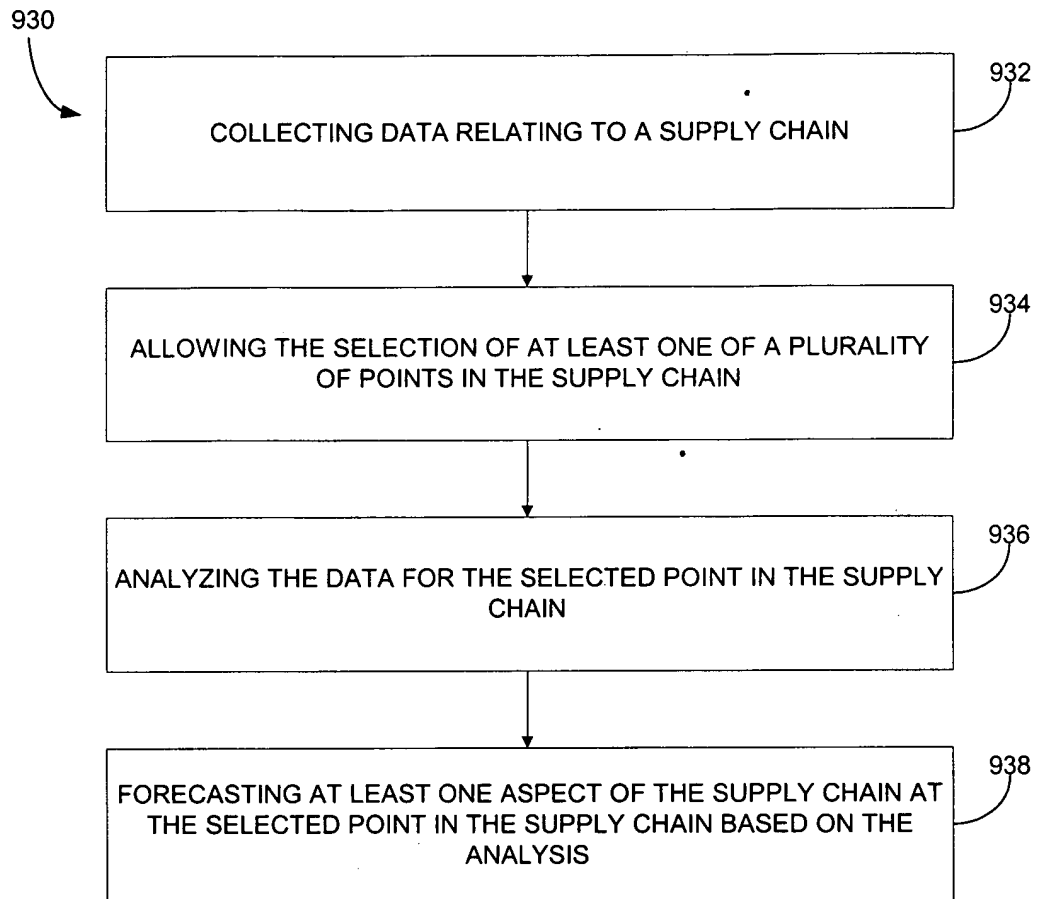 930
932
COLLECTING DATA RELATING TO A SUPPLY CHAIN
934
ALLOWING THE SELECTION OF AT LEAST ONE OF A PLURALITY
OF POINTS IN THE SUPPLY CHAIN
936
ANALYZING THE DATA FOR THE SELECTED POINT IN THE SUPPLY
CHAIN
938
FORECASTING AT LEAST ONE ASPECT OF THE SUPPLY CHAIN AT
THE SELECTED POINT IN THE SUPPLY CHAIN BASED ON THE
ANALYSIS